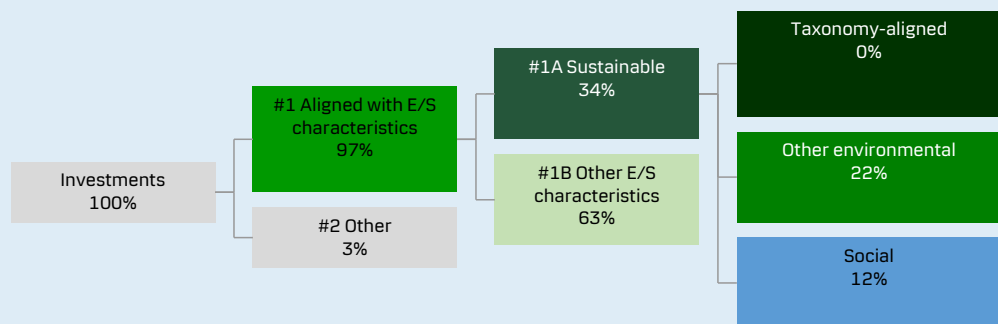 Investments
100%
#1 Aligned with E/S
characteristics
97%
#2 Other
3%
#1A Sustainable
34%
#1B Other E/S
characteristics
63%
Taxonomy-aligned
0%
Other environmental
22%
Social
12%